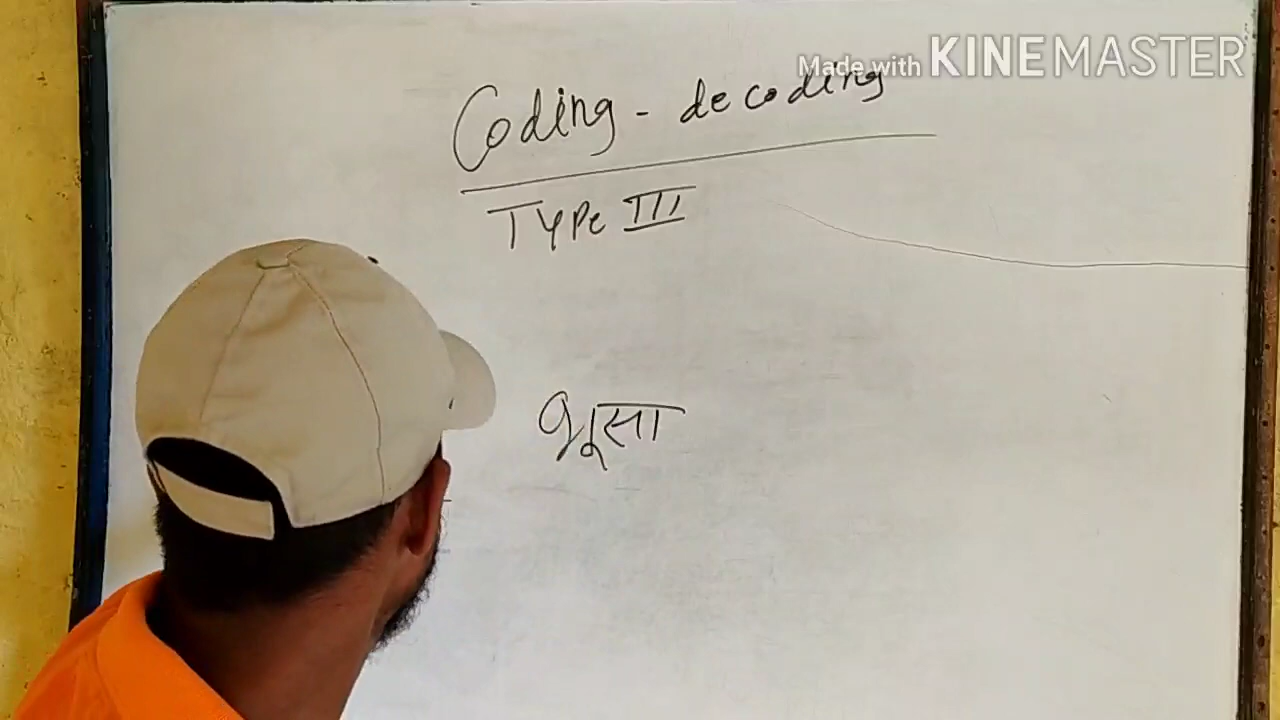 Made with KINEMASTER
Coding - decoding
Type III
भूसा